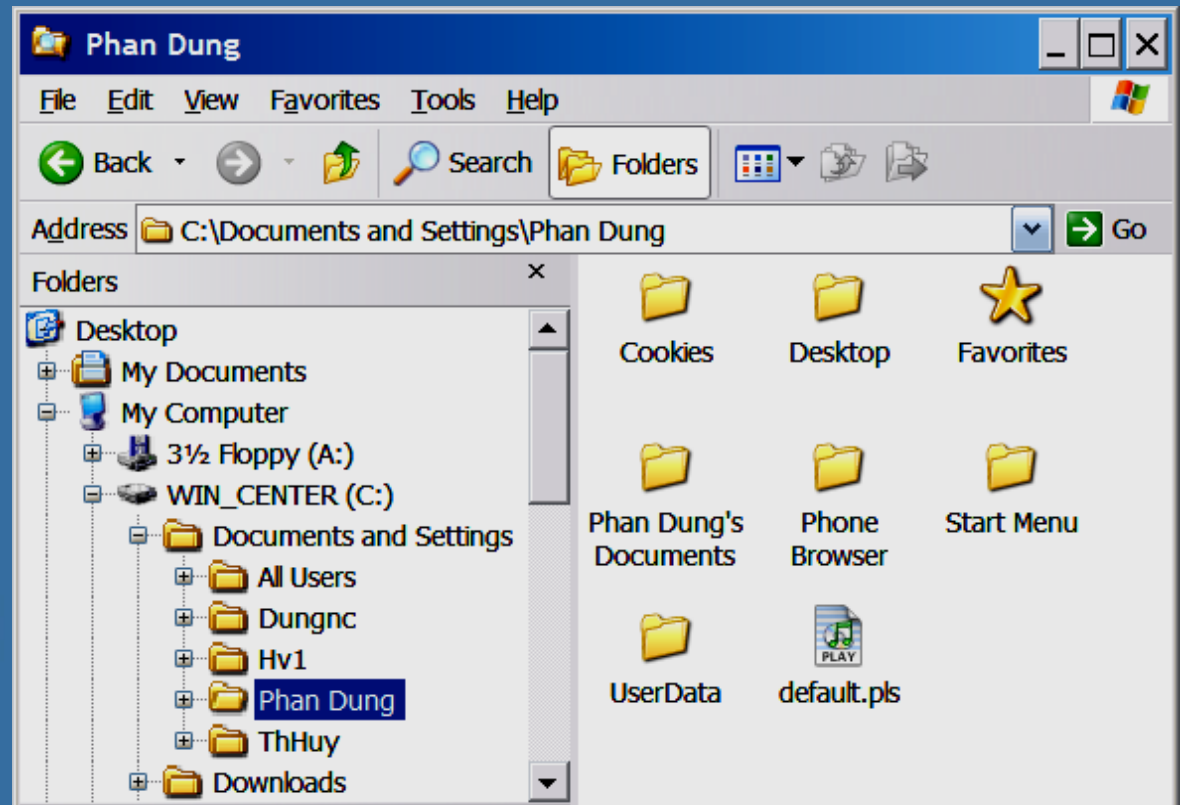 Phan Dung
File Edit View Favorites Tools Help
Back Search Folders
Address C:\Documents and Settings\Phan Dung Go
Folders
Desktop
My Documents
My Computer
3½ Floppy (A:)
WIN_CENTER (C:)
Documents and Settings
All Users
Dungnc
Hv1
Phan Dung
ThHuy
Downloads
Cookies Desktop Favorites
Phan Dung's Phone Start Menu
Documents Browser
PLAY
UserData default.pls